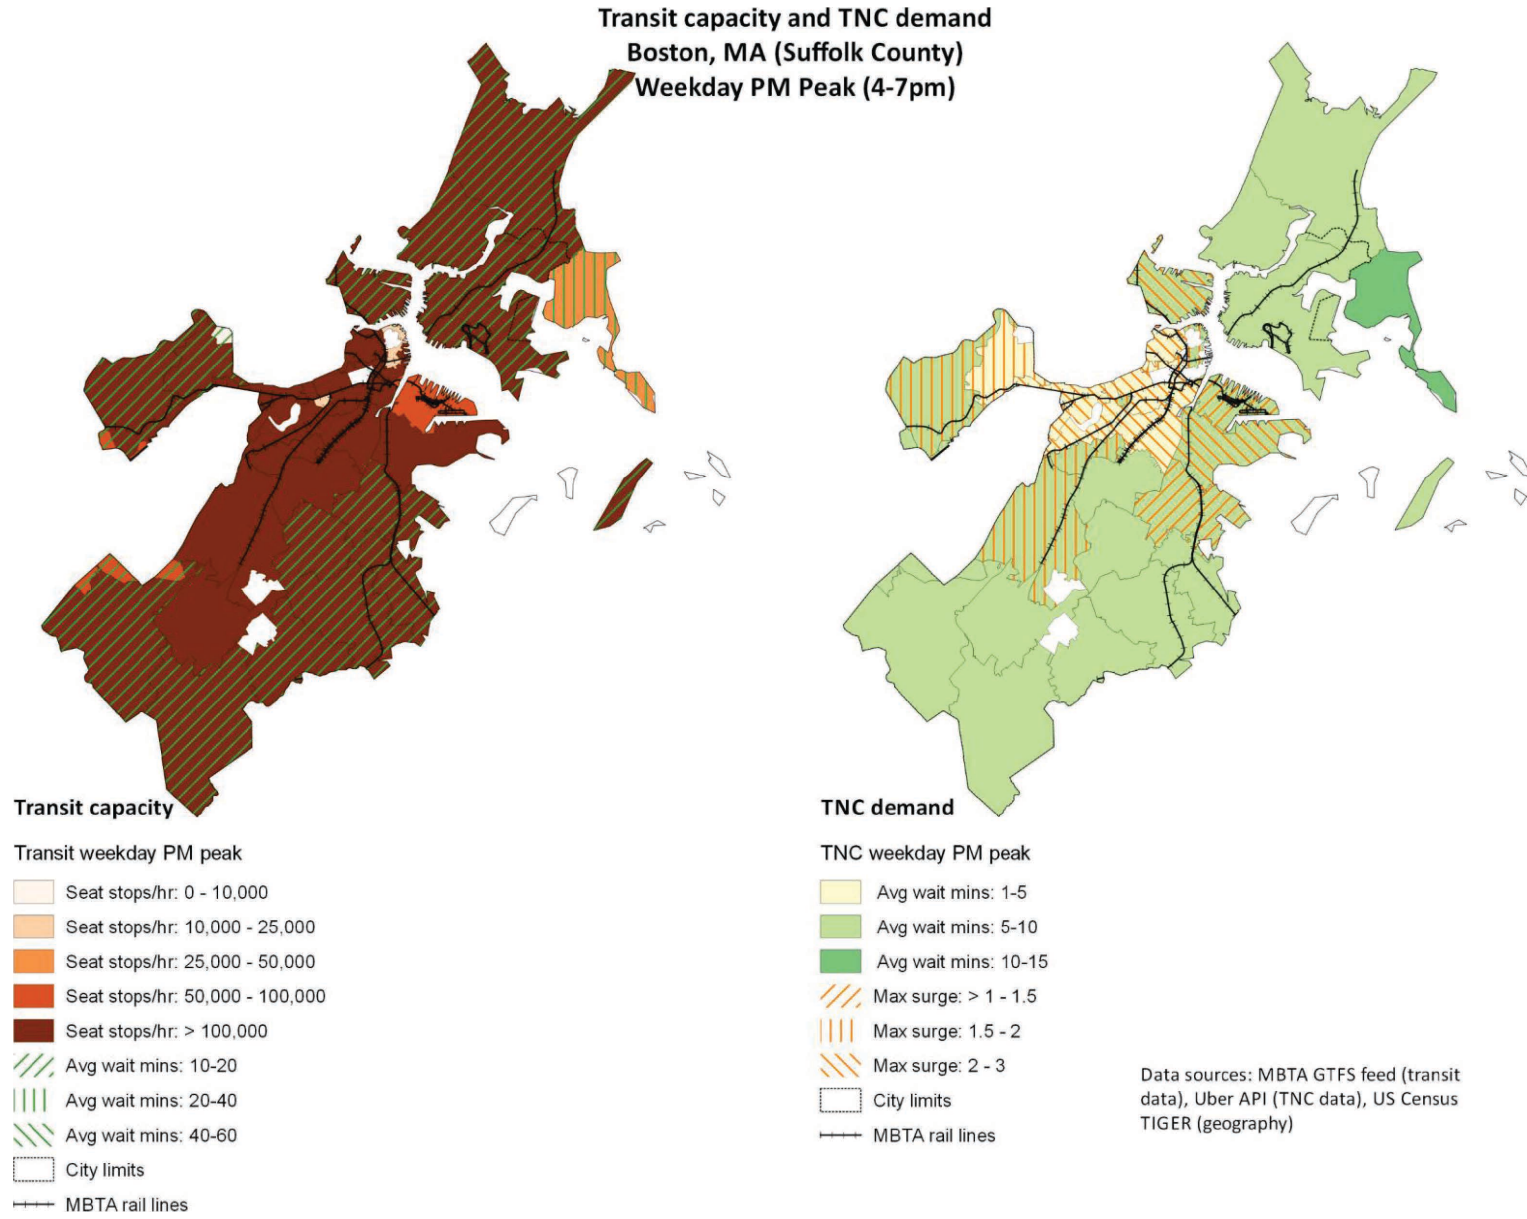 Transit capacity and TNC demand
Boston, MA (Suffolk County)
Weekday PM Peak (4-7pm)
Transit capacity
Transit weekday PM peak
Seat stops/hr: 0 - 10,000
Seat stops/hr: 10,000 - 25,000
Seat stops/hr: 25,000 - 50,000
Seat stops/hr: 50,000 - 100,000
Seat stops/hr: > 100,000
Avg wait mins: 10-20
Avg wait mins: 20-40
Avg wait mins: 40-60
City limits
MBTA rail lines
TNC demand
TNC weekday PM peak
Avg wait mins: 1-5
Avg wait mins: 5-10
Avg wait mins: 10-15
Max surge: > 1 - 1.5
Max surge: 1.5 - 2
Max surge: 2 - 3
City limits
MBTA rail lines
Data sources: MBTA GTFS feed (transit
data), Uber API (TNC data), US Census
TIGER (geography)